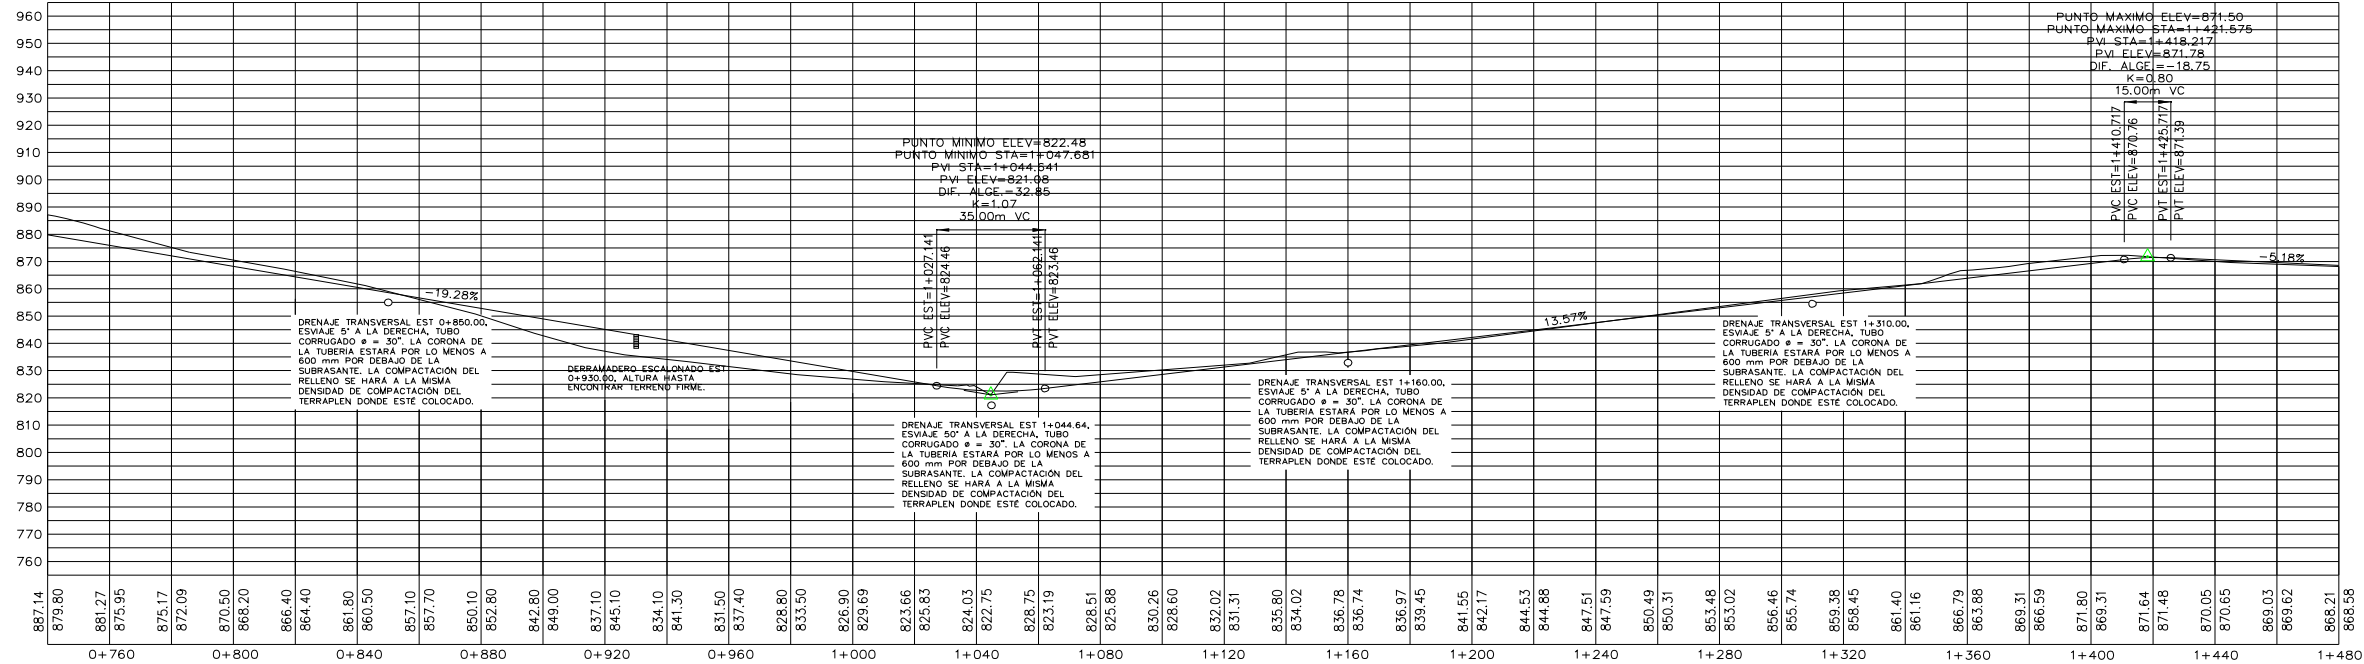 960
950
940
930
920
910
900
890
880
870
860
850
840
830
820
810
800
790
780
770
760
PUNTO MINIMO ELEV=822.48
PUNTO MINIMO STA=1+047.681
PVI STA=1+044.641
PVI ELEV=821.08
DIF. ALGE.=32.85
K=1.07
35.00m VC
PVC EST=1+027.141
PVC ELEV=824.46
PVT EST=1+062.141
PVT ELEV=823.46
PUNTO MAXIMO ELEV=871.50
PUNTO MAXIMO STA=1+421.575
PVI STA=1+418.217
PVI ELEV=871.78
DIF. ALGE.=-18.75
K=0.80
15.00m VC
PVC EST=1+410.717
PVC ELEV=870.76
PVT EST=1+425.717
PVT ELEV=871.39
-19.28%
13.57%
-5.18%
DRENAJE TRANSVERSAL EST 0+850.00,
ESVIAJE 5° A LA DERECHA, TUBO
CORRUGADO ø = 30". LA CORONA DE
LA TUBERÍA ESTARÁ POR LO MENOS A
600 mm POR DEBAJO DE LA
SUBRASANTE. LA COMPACTACIÓN DEL
RELLENO SE HARÁ A LA MISMA
DENSIDAD DE COMPACTACIÓN DEL
TERRAPLEN DONDE ESTÉ COLOCADO.
DERRAMADERO ESCALONADO EST
0+930.00, ALTURA HASTA
ENCONTRAR TERRENO FIRME.
DRENAJE TRANSVERSAL EST 1+044.64,
ESVIAJE 50° A LA DERECHA, TUBO
CORRUGADO ø = 30". LA CORONA DE
LA TUBERÍA ESTARÁ POR LO MENOS A
600 mm POR DEBAJO DE LA
SUBRASANTE. LA COMPACTACIÓN DEL
RELLENO SE HARÁ A LA MISMA
DENSIDAD DE COMPACTACIÓN DEL
TERRAPLEN DONDE ESTÉ COLOCADO.
DRENAJE TRANSVERSAL EST 1+160.00,
ESVIAJE 5° A LA DERECHA, TUBO
CORRUGADO ø = 30". LA CORONA DE
LA TUBERÍA ESTARÁ POR LO MENOS A
600 mm POR DEBAJO DE LA
SUBRASANTE. LA COMPACTACIÓN DEL
RELLENO SE HARÁ A LA MISMA
DENSIDAD DE COMPACTACIÓN DEL
TERRAPLEN DONDE ESTÉ COLOCADO.
DRENAJE TRANSVERSAL EST 1+310.00,
ESVIAJE 5° A LA DERECHA, TUBO
CORRUGADO ø = 30". LA CORONA DE
LA TUBERÍA ESTARÁ POR LO MENOS A
600 mm POR DEBAJO DE LA
SUBRASANTE. LA COMPACTACIÓN DEL
RELLENO SE HARÁ A LA MISMA
DENSIDAD DE COMPACTACIÓN DEL
TERRAPLEN DONDE ESTÉ COLOCADO.
887.14
879.80
881.27
875.95
875.17
872.09
870.50
868.20
866.40
864.40
861.80
860.50
857.10
857.70
850.10
852.80
842.80
849.00
837.10
845.10
834.10
841.30
831.50
837.40
828.80
833.50
826.90
829.69
823.66
825.83
824.03
822.75
828.75
823.19
828.51
825.88
830.26
828.60
832.02
831.31
835.80
834.02
836.78
836.74
836.97
839.45
841.55
842.17
844.53
844.88
847.51
847.59
850.49
850.31
853.48
853.02
856.46
855.74
859.38
858.45
861.40
861.16
866.79
863.88
869.31
866.59
871.80
869.31
871.64
871.48
870.05
870.65
869.03
869.62
868.21
868.58
0+760
0+800
0+840
0+880
0+920
0+960
1+000
1+040
1+080
1+120
1+160
1+200
1+240
1+280
1+320
1+360
1+400
1+440
1+480